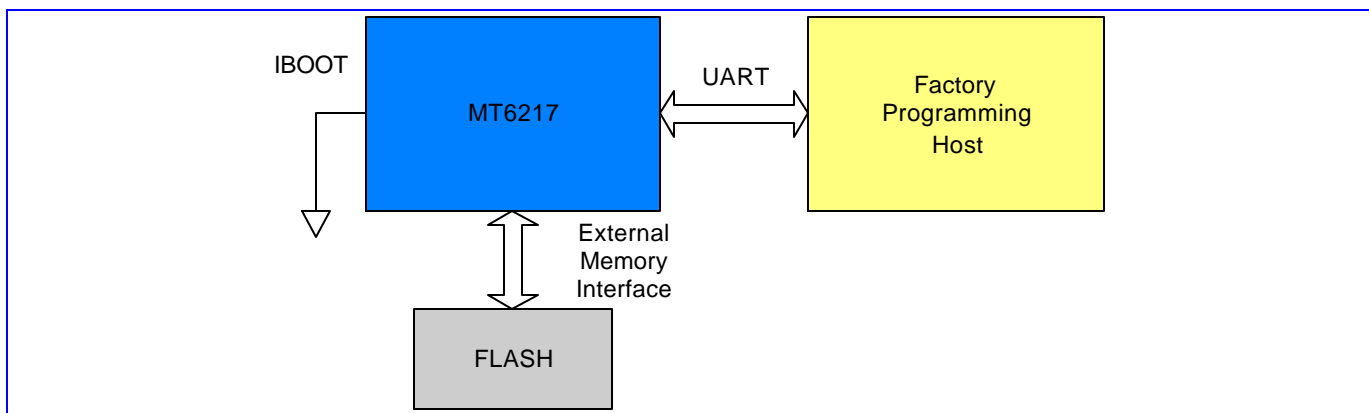 IBOOT
MT6217
UART
Factory
Programming
Host
External
Memory
Interface
FLASH